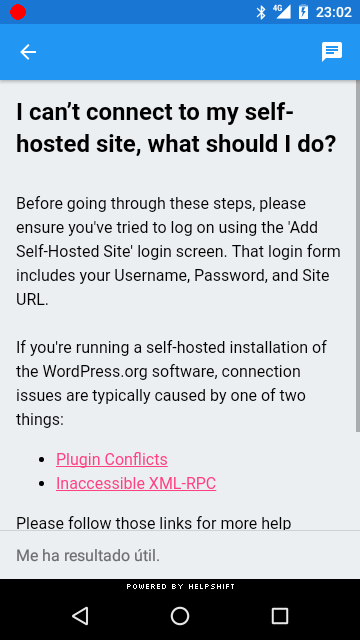 4G 23:02
I can’t connect to my self-
hosted site, what should I do?
Before going through these steps, please
ensure you've tried to log on using the 'Add
Self-Hosted Site' login screen. That login form
includes your Username, Password, and Site
URL.
If you're running a self-hosted installation of
the WordPress.org software, connection
issues are typically caused by one of two
things:
• Plugin Conflicts
• Inaccessible XML-RPC
Please follow those links for more help
Me ha resultado útil.
POWERED BY HELPSHIFT